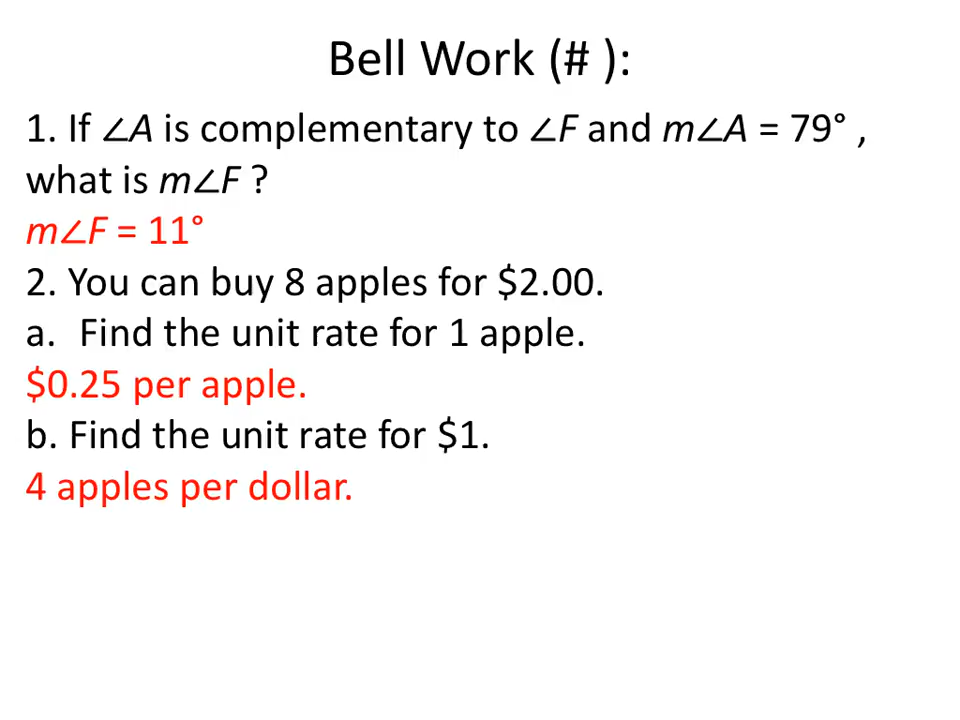 Bell Work (# ):
1. If ∠A is complementary to ∠F and m∠A = 79° ,
what is m∠F ?
m∠F = 11°
2. You can buy 8 apples for $2.00.
a. Find the unit rate for 1 apple.
$0.25 per apple.
b. Find the unit rate for $1.
4 apples per dollar.